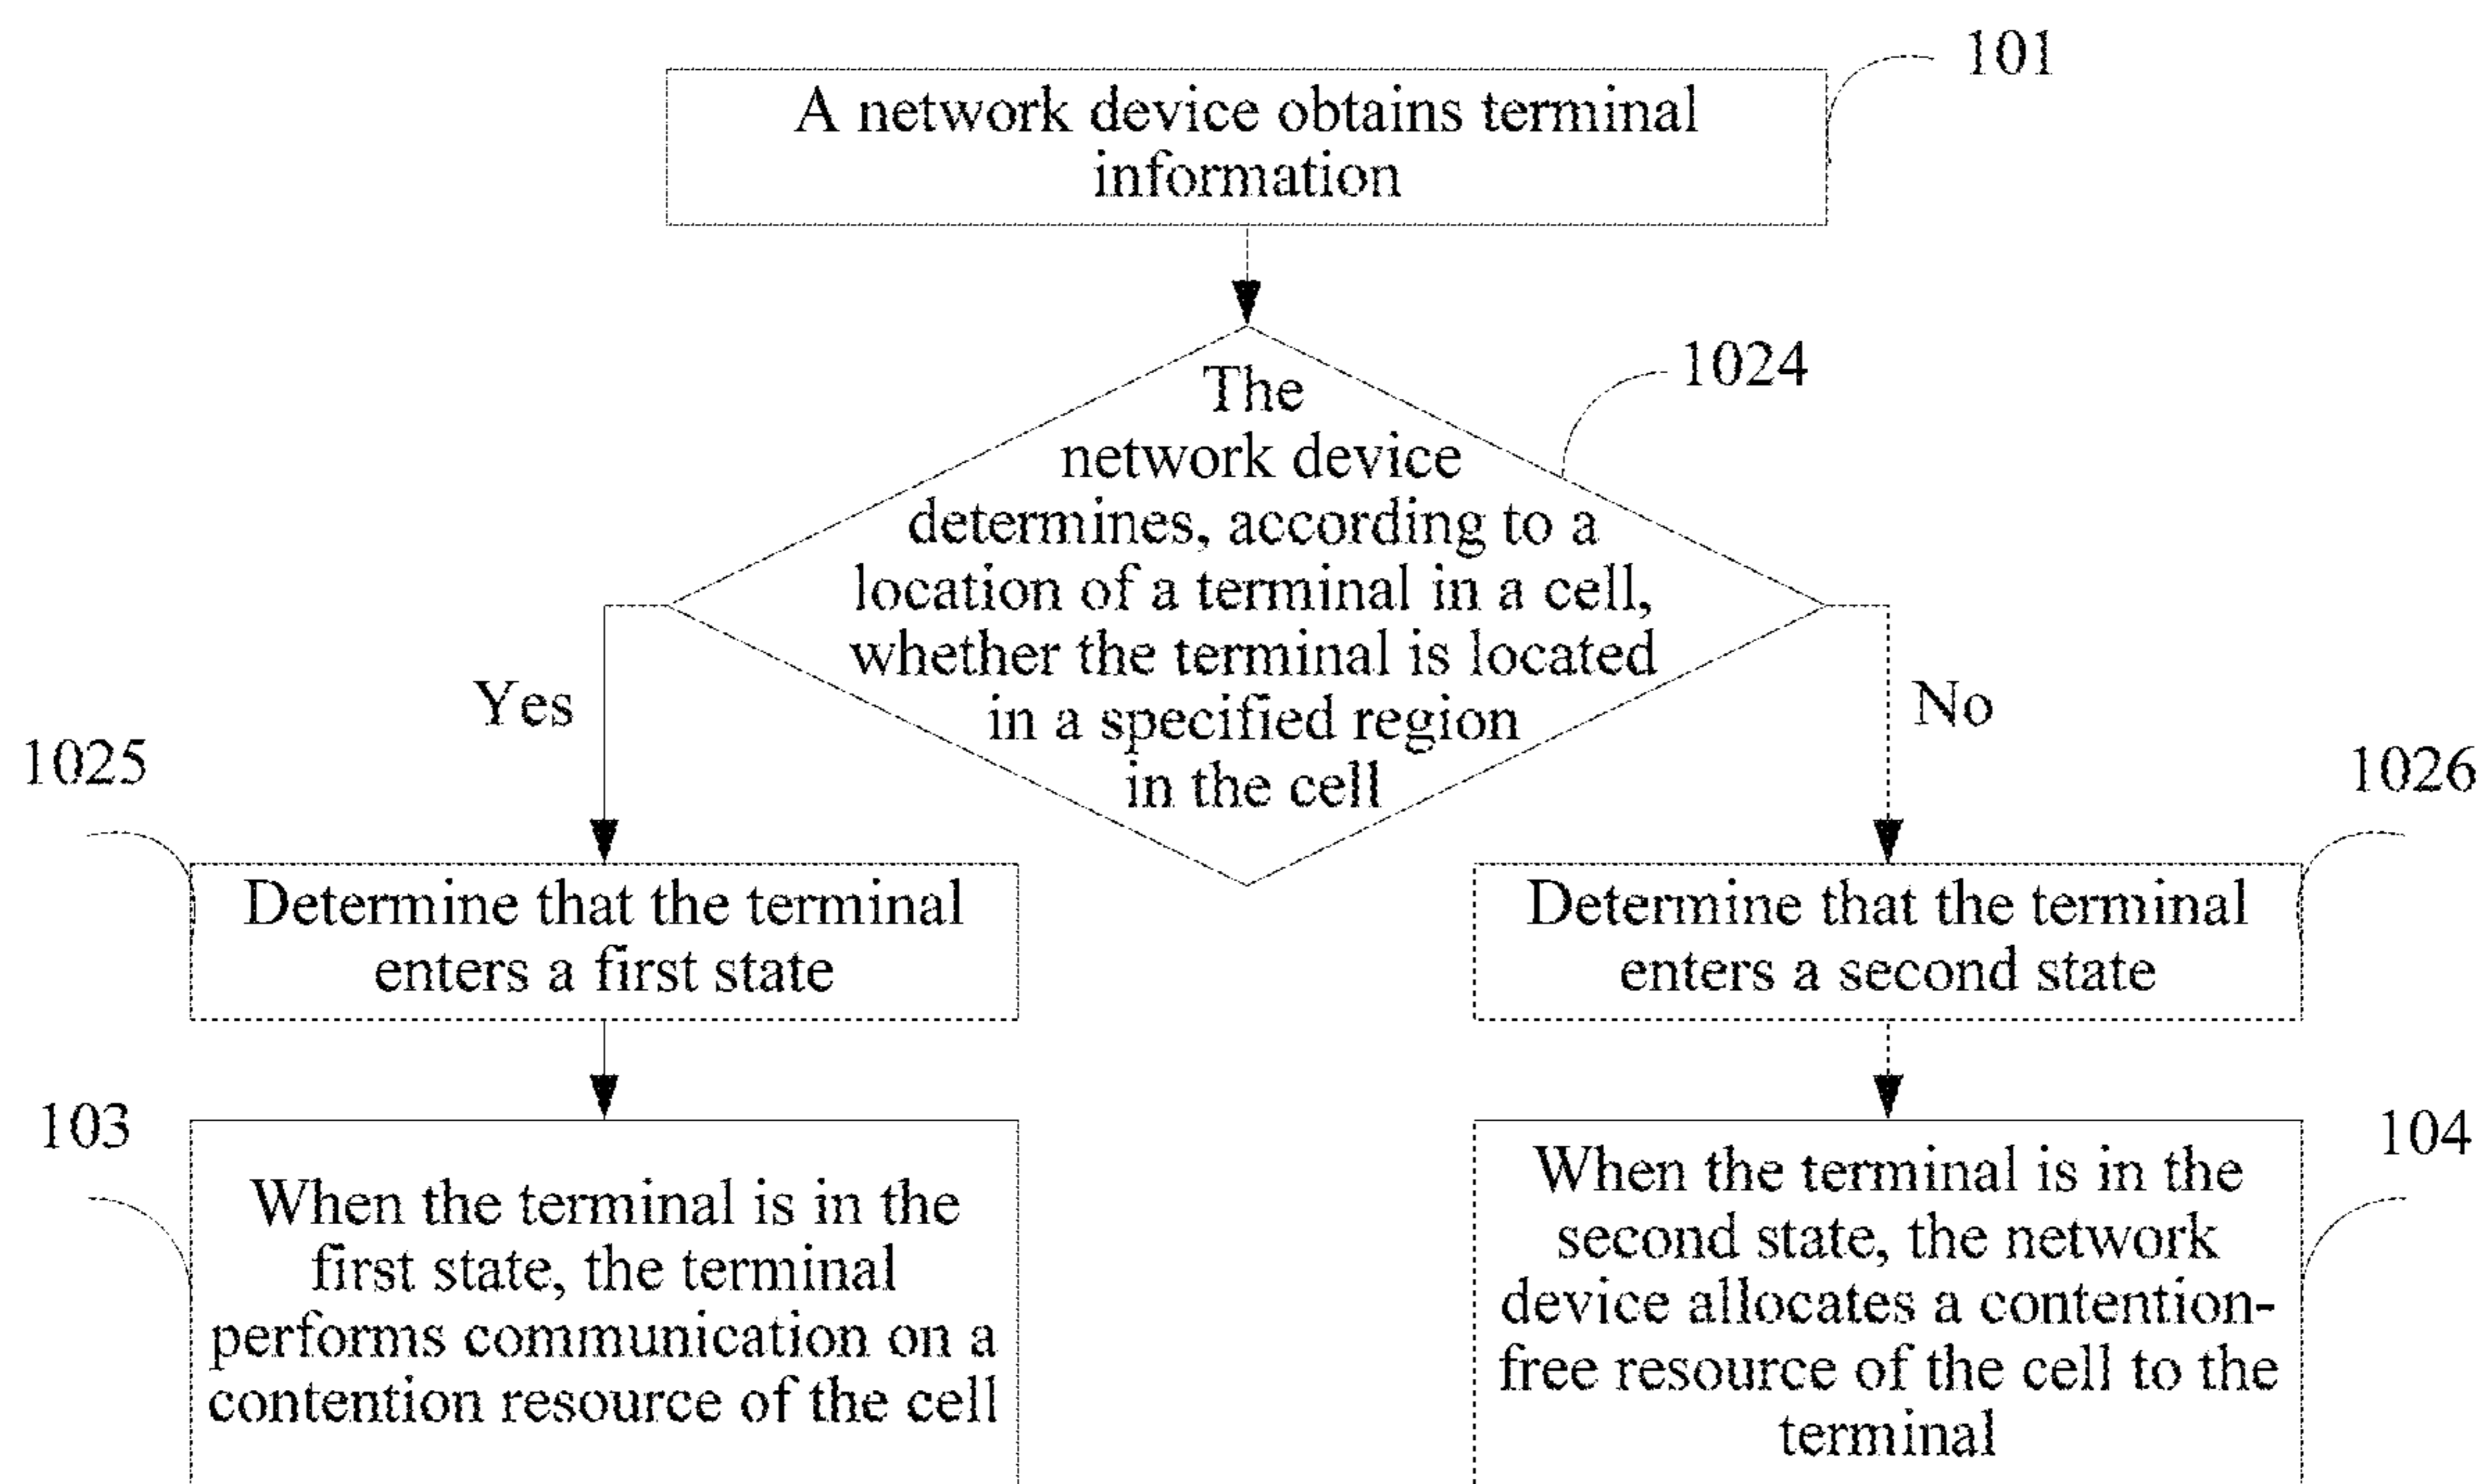 101
A network device obtains terminal
information
1024
The
network device
determines, according to a
location of a terminal in a cell,
whether the terminal is located
in a specified region
in the cell
Yes
No
1025
1026
Determine that the terminal
enters a first state
Determine that the terminal
enters a second state
103
104
When the terminal is in the
first state, the terminal
performs communication on a
contention resource of the cell
When the terminal is in the
second state, the network
device allocates a contention-
free resource of the cell to the
terminal